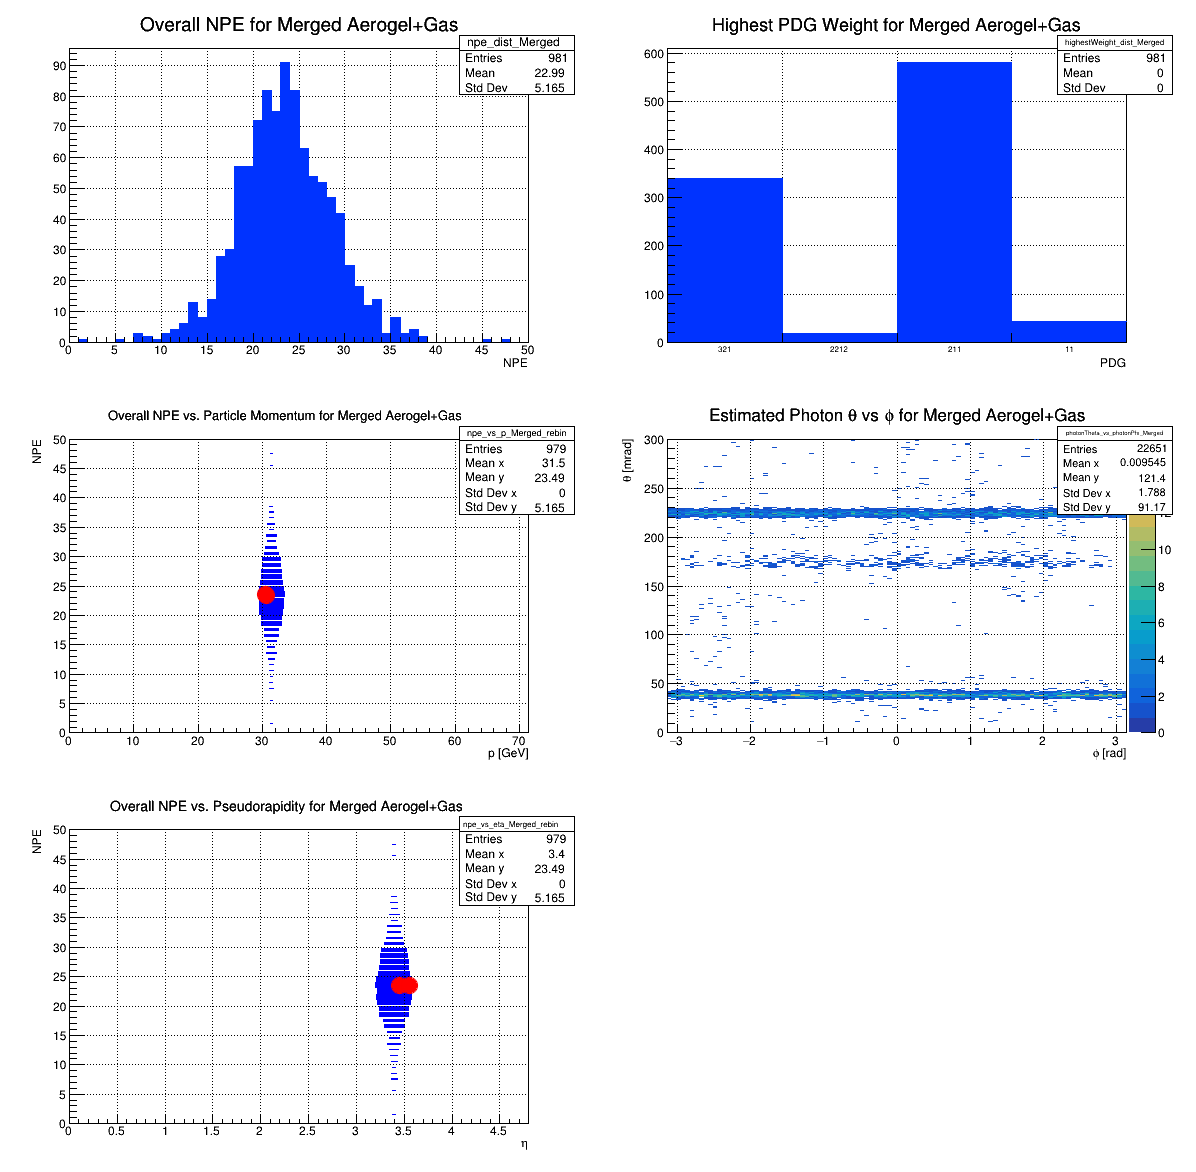 Overall NPE for Merged Aerogel+Gas
npe_dist_Merged
Entries 981
Mean 22.99
Std Dev 5.165
90
80
70
60
50
40
30
20
10
0
0 5 10 15 20 25 30 35 40 45 50
NPE
Highest PDG Weight for Merged Aerogel+Gas
highestWeight_dist_Merged
Entries 981
Mean 0
Std Dev 0
600
500
400
300
200
100
0
321 2212 211 11
PDG
Overall NPE vs. Particle Momentum for Merged Aerogel+Gas
npe_vs_p_Merged_rebin
Entries 979
Mean x 31.5
Mean y 23.49
Std Dev x 0
Std Dev y 5.165
NPE
50
45
40
35
30
25
20
15
10
5
0
0 10 20 30 40 50 60 70
p [GeV]
Estimated Photon θ vs ϕ for Merged Aerogel+Gas
photonTheta_vs_photonPhi_Merged
Entries 22651
Mean x 0.009545
Mean y 121.4
Std Dev x 1.788
Std Dev y 91.17
θ [mrad]
300
250
200
150
100
50
0
−3 −2 −1 0 1 2 3
ϕ [rad]
10
8
6
4
2
0
Overall NPE vs. Pseudorapidity for Merged Aerogel+Gas
npe_vs_eta_Merged_rebin
Entries 979
Mean x 3.4
Mean y 23.49
Std Dev x 0
Std Dev y 5.165
NPE
50
45
40
35
30
25
20
15
10
5
0
0 0.5 1 1.5 2 2.5 3 3.5 4 4.5
η